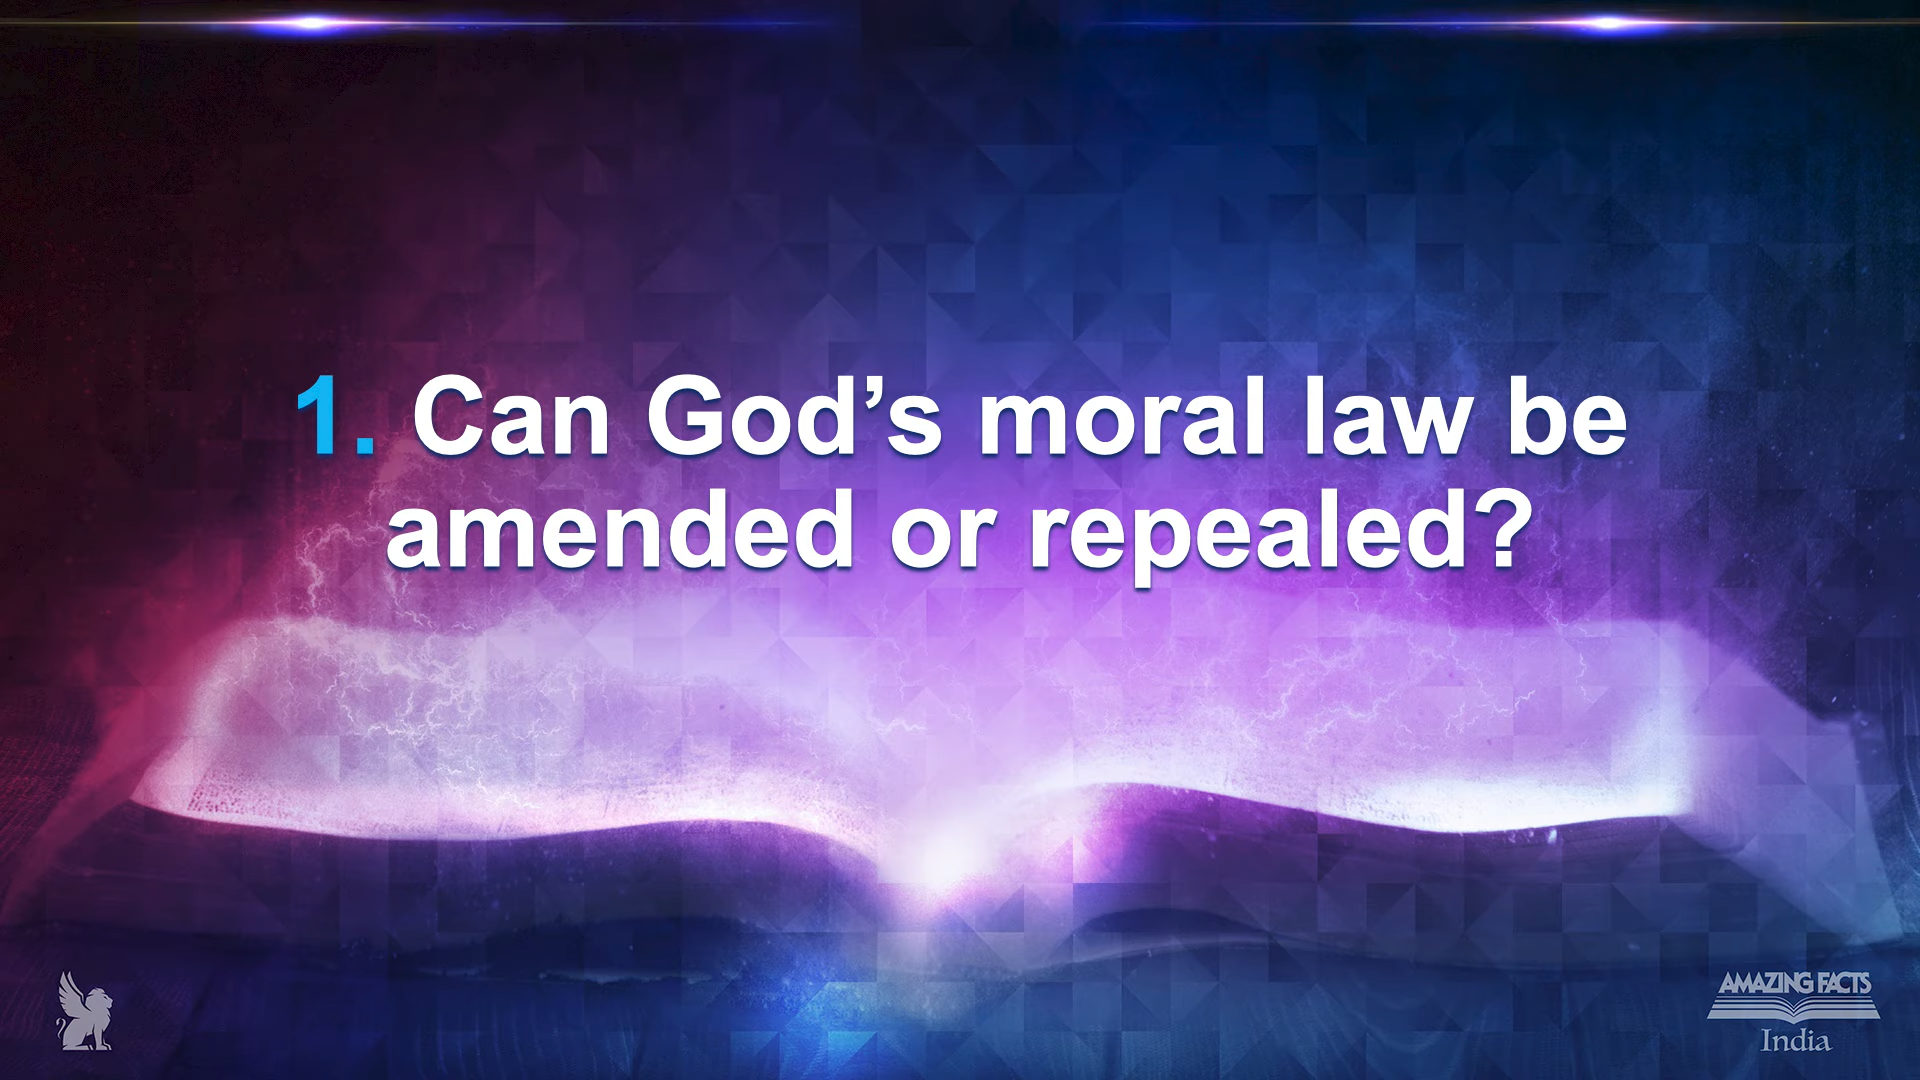 1. Can God’s moral law be
amended or repealed?
AMAZING FACTS
India